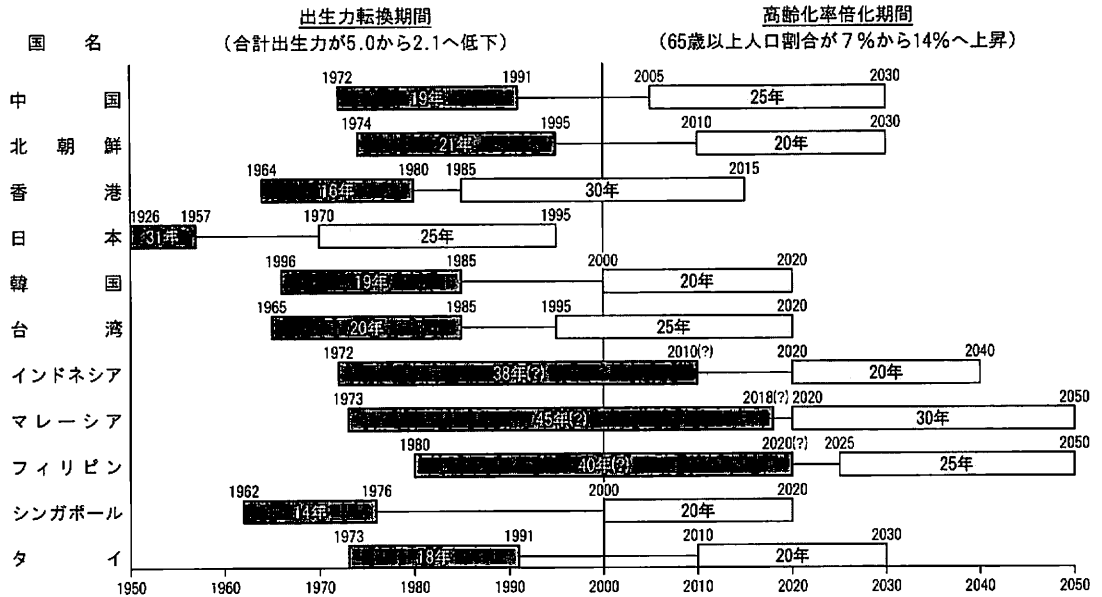 出生力転換期間 高齢化率倍化期間
国名 (合計出生力が5.0から2.1へ低下) (65歳以上人口割合が7%から14%へ上昇)
1972 1991 2005 2030
中国 19年 25年
1974 1995 2010 2030
北朝鮮 21年 20年
1964 1980 1985 2015
香港 16年 30年
1926 1957 1970 1995
日本 31年 25年
1996 1985 2000 2020
韓国 19年 20年
1965 1985 1995 2020
台湾 20年 25年
1972 2010(?) 2020 2040
インドネシア 38年(?) 20年
1973 2018(?) 2020 2050
マレーシア 45年(?) 30年
1980 2020(?) 2025 2050
フィリピン 40年(?) 25年
1962 1976 2000 2020
シンガポール 14年 20年
1973 1991 2010 2030
タイ 18年 20年
1950 1960 1970 1980 1990 2000 2010 2020 2030 2040 2050